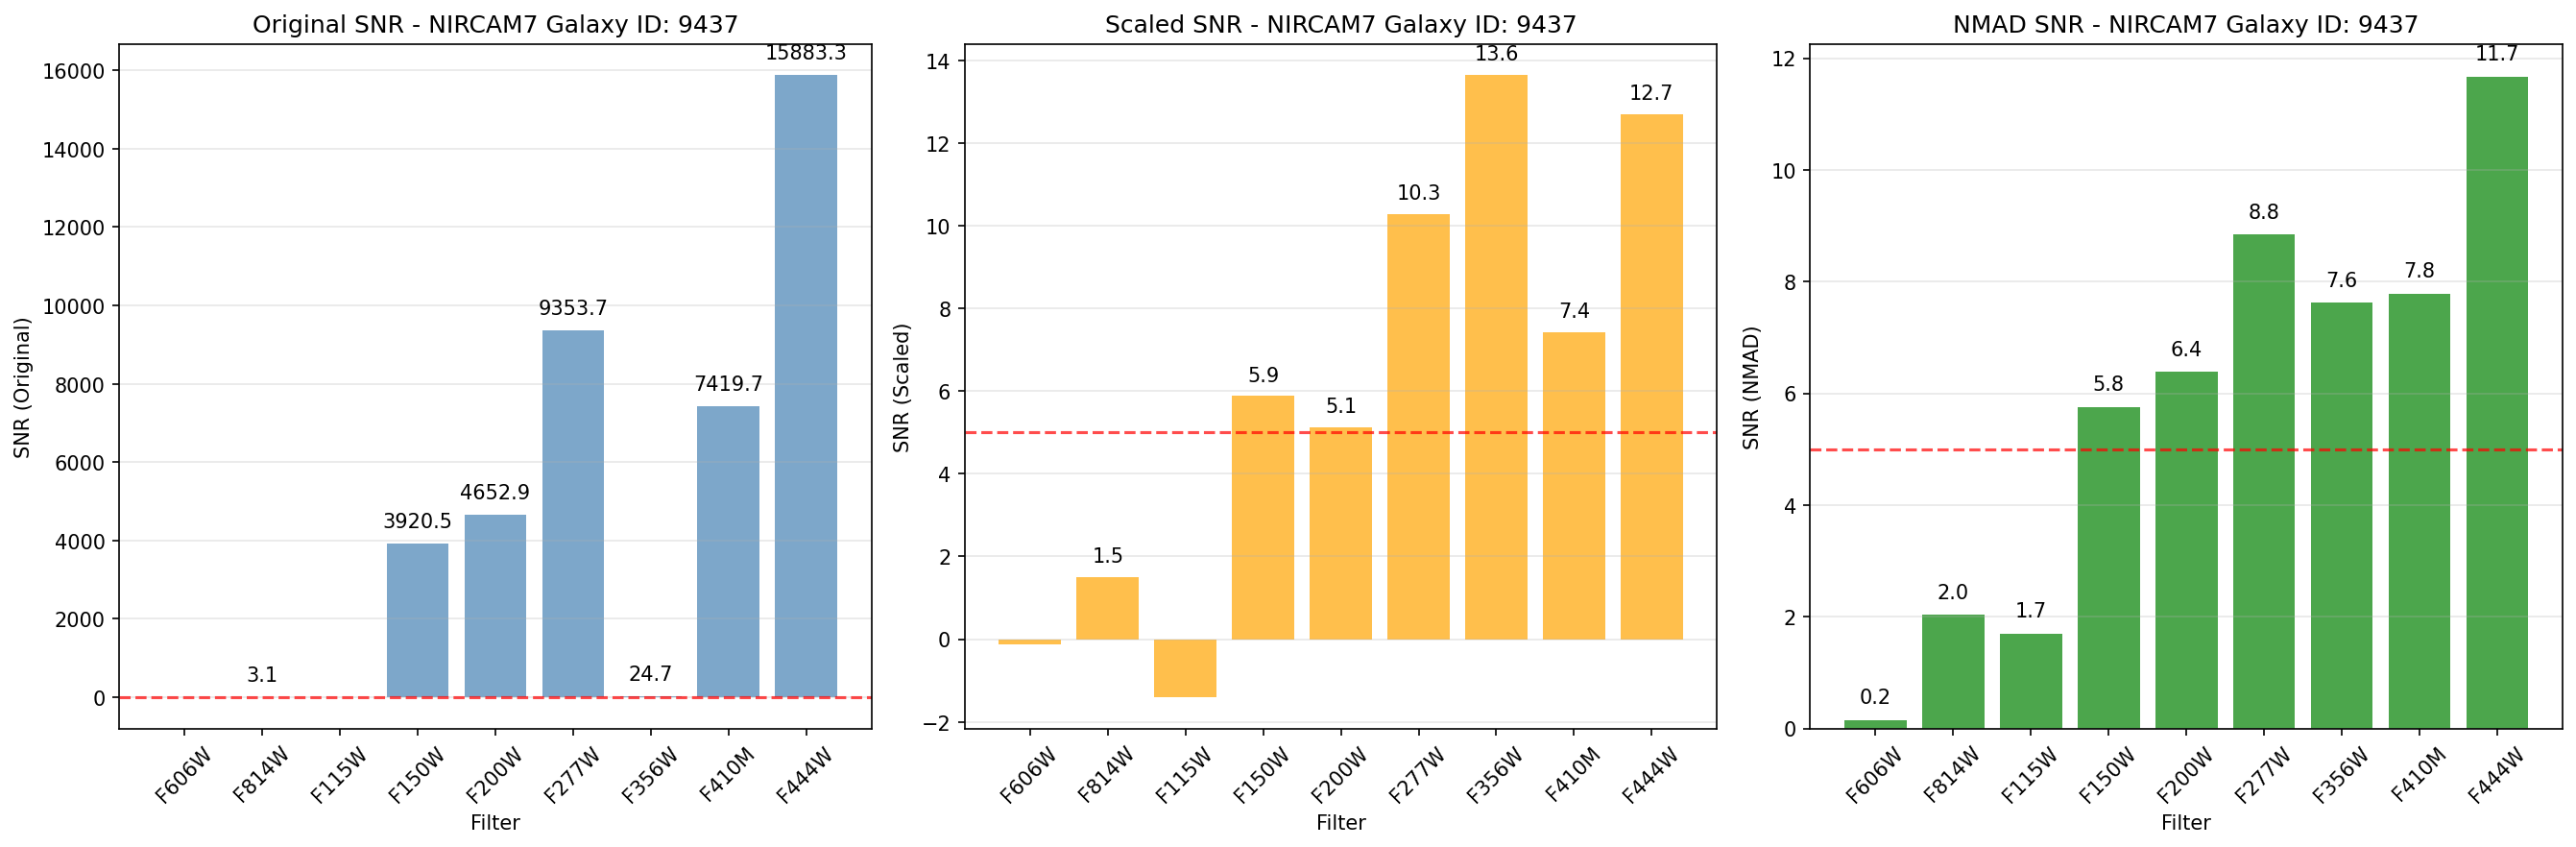 Original SNR - NIRCAM7 Galaxy ID: 9437
SNR (Original)
16000
14000
12000
10000
8000
6000
4000
2000
0
3.1
3920.5
4652.9
9353.7
24.7
7419.7
15883.3
F606W
F814W
F115W
F150W
F200W
F277W
F356W
F410M
F444W
Filter
Scaled SNR - NIRCAM7 Galaxy ID: 9437
SNR (Scaled)
14
12
10
8
6
4
2
0
−2
1.5
5.9
5.1
10.3
13.6
7.4
12.7
F606W
F814W
F115W
F150W
F200W
F277W
F356W
F410M
F444W
Filter
NMAD SNR - NIRCAM7 Galaxy ID: 9437
SNR (NMAD)
12
10
8
6
4
2
0
0.2
2.0
1.7
5.8
6.4
8.8
7.6
7.8
11.7
F606W
F814W
F115W
F150W
F200W
F277W
F356W
F410M
F444W
Filter